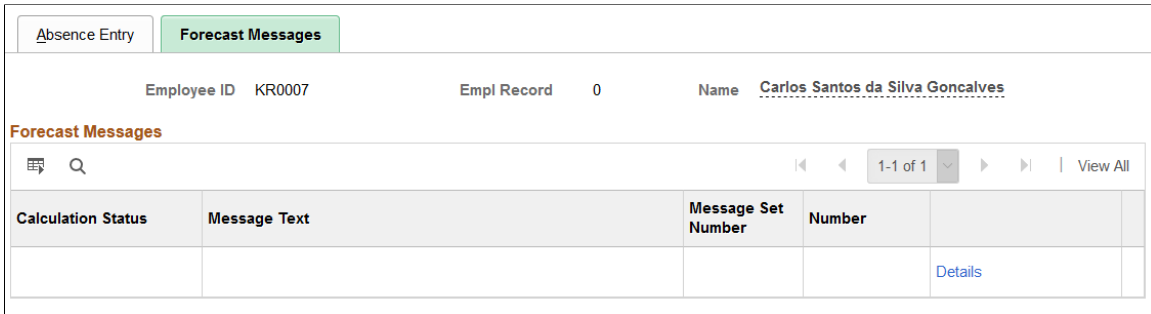 Absence Entry
Forecast Messages
Employee ID KR0007 Empl Record 0 Name Carlos Santos da Silva Goncalves
Forecast Messages
1-1 of 1 | View All
Calculation Status Message Text Message Set Number Number
Details